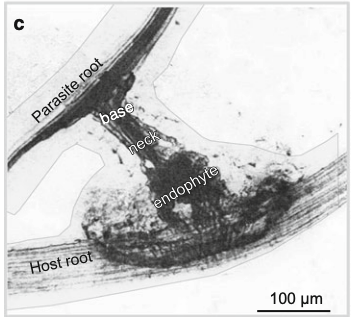 c
Parasite root
base
neck
endophyte
Host root
100 µm